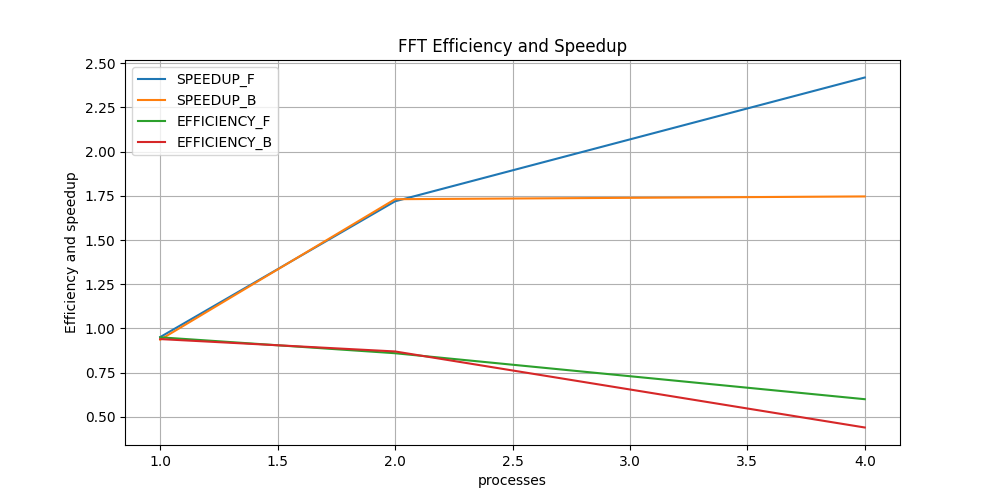 FFT Efficiency and Speedup
SPEEDUP_F
SPEEDUP_B
EFFICIENCY_F
EFFICIENCY_B
Efficiency and speedup
2.50
2.25
2.00
1.75
1.50
1.25
1.00
0.75
0.50
1.0 1.5 2.0 2.5 3.0 3.5 4.0
processes